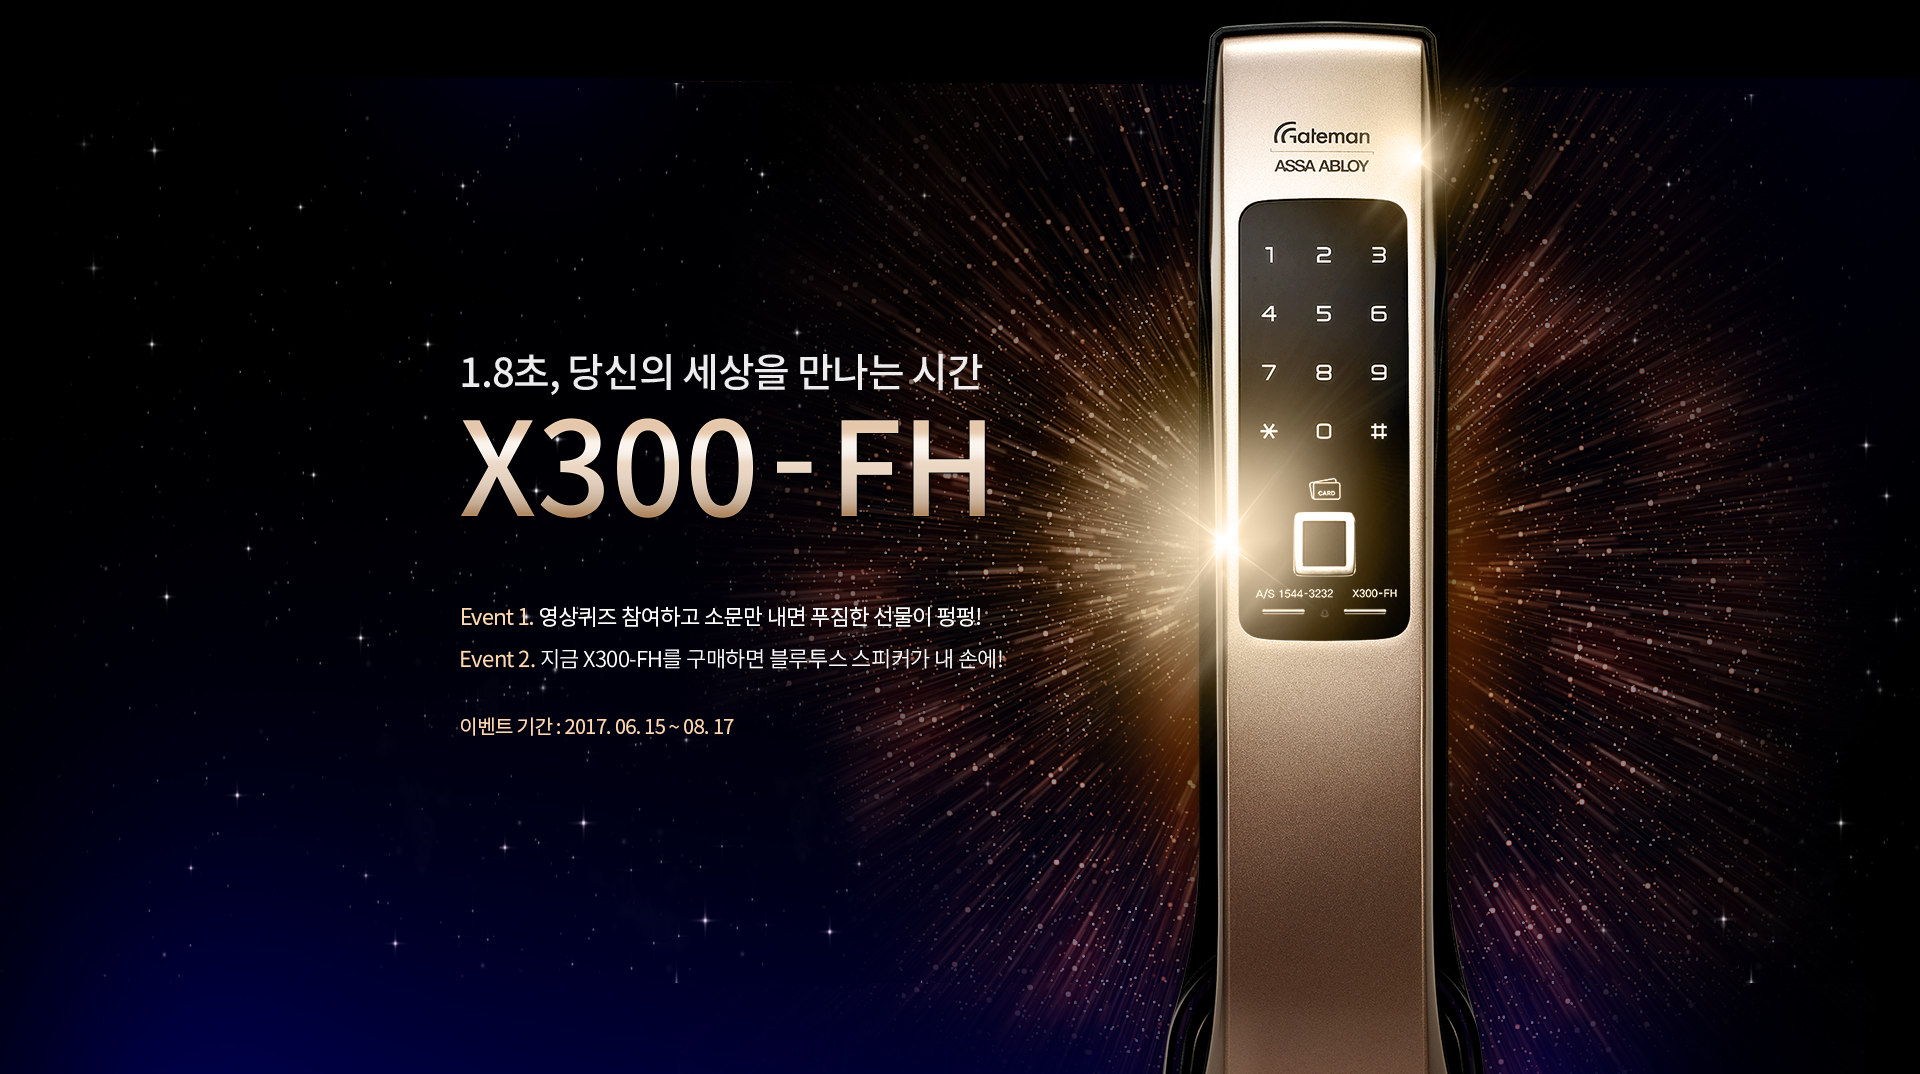 1.8초, 당신의 세상을 만나는 시간
X300-FH
Event 1. 영상퀴즈 참여하고 소문만 내면 푸짐한 선물이 펑펑!
Event 2. 지금 X300-FH를 구매하면 블루투스 스피커가 내 손에!
이벤트 기간 : 2017. 06. 15 ~ 08. 17
Gateman
ASSA ABLOY
1 2 3
4 5 6
7 8 9
* 0 #
CARD
A/S 1544-3232 X300-FH